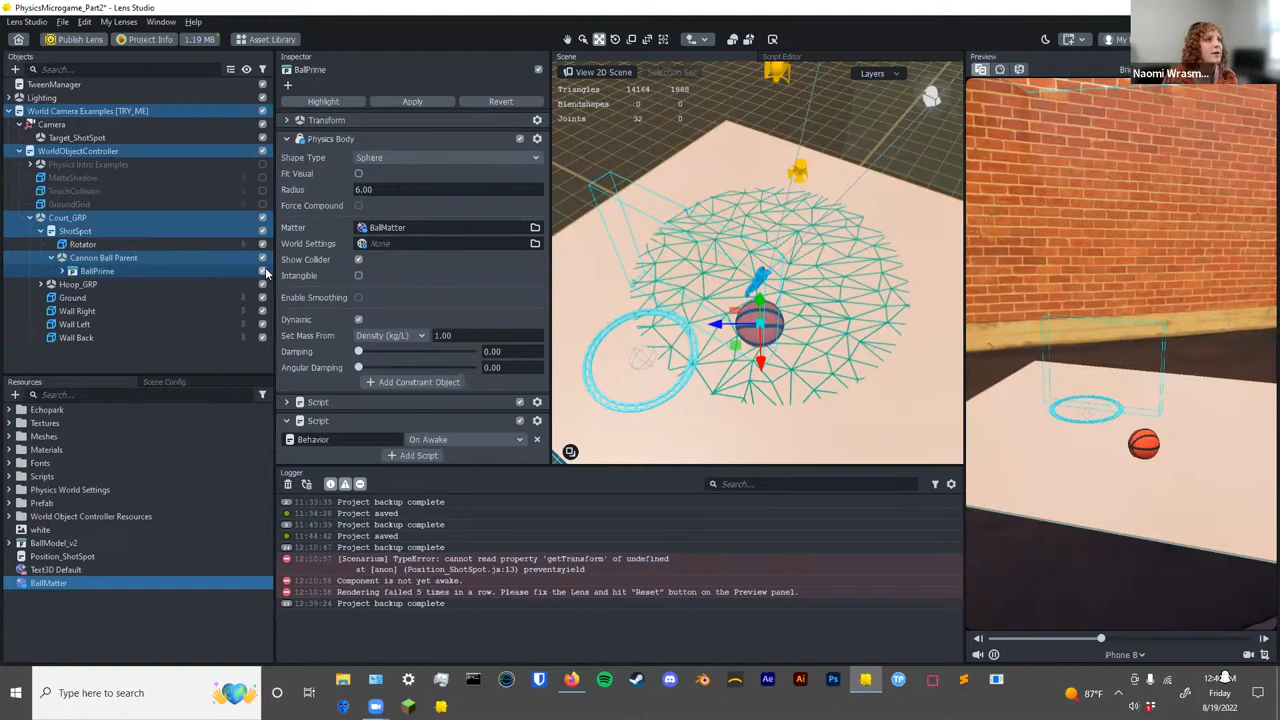 PhysicsMicrogame_Part2* - Lens Studio
Lens Studio File Edit My Lenses Window Help
Publish Lens Project Info 1.19 MB Asset Library
My
Naomi Wrasm...
Objects
Search...
TweenManager
Lighting
World Camera Examples [TRY_ME]
Camera
Target_ShotSpot
WorldObjectController
Physics Intro Examples
MatteShadow
TouchCollision
GroundGrid
Court_GRP
ShotSpot
Rotator
Cannon Ball Parent
BallPrime
Hoop_GRP
Ground
Wall Right
Wall Left
Wall Back
Resources Scene Config
Search...
Echopark
Textures
Meshes
Materials
Fonts
Scripts
Physics World Settings
Prefab
World Object Controller Resources
white
BallModel_v2
Position_ShotSpot
Text3D Default
BallMatter
Inspector
BallPrime
Highlight Apply Revert
Transform
Physics Body
Shape Type Sphere
Fit Visual
Radius 6.00
Force Compound
Matter BallMatter
World Settings None
Show Collider
Intangible
Enable Smoothing
Dynamic
Set Mass From Density (kg/L) 1.00
Damping 0.00
Angular Damping 0.00
Add Constraint Object
Script
Script
Behavior On Awake
Add Script
Scene Script Editor
View 2D Scene Selection Set Layers
Triangles 14164 1888
Blendshapes 0 0
Joints 32 0
Logger
Search...
11:33:39 Project backup complete
11:34:28 Project saved
11:43:39 Project backup complete
11:44:42 Project saved
12:10:47 Project backup complete
12:10:57 [Scenarium] TypeError: cannot read property 'getTransform' of undefined
at [anon] (Position_ShotSpot.js:13) preventsyield
12:10:58 Component is not yet awake.
12:10:58 Rendering failed 5 times in a row. Please fix the Lens and hit "Reset" button on the Preview panel.
12:39:24 Project backup complete
Preview
iPhone 8
Type here to search
87°F
Friday
8/19/2022